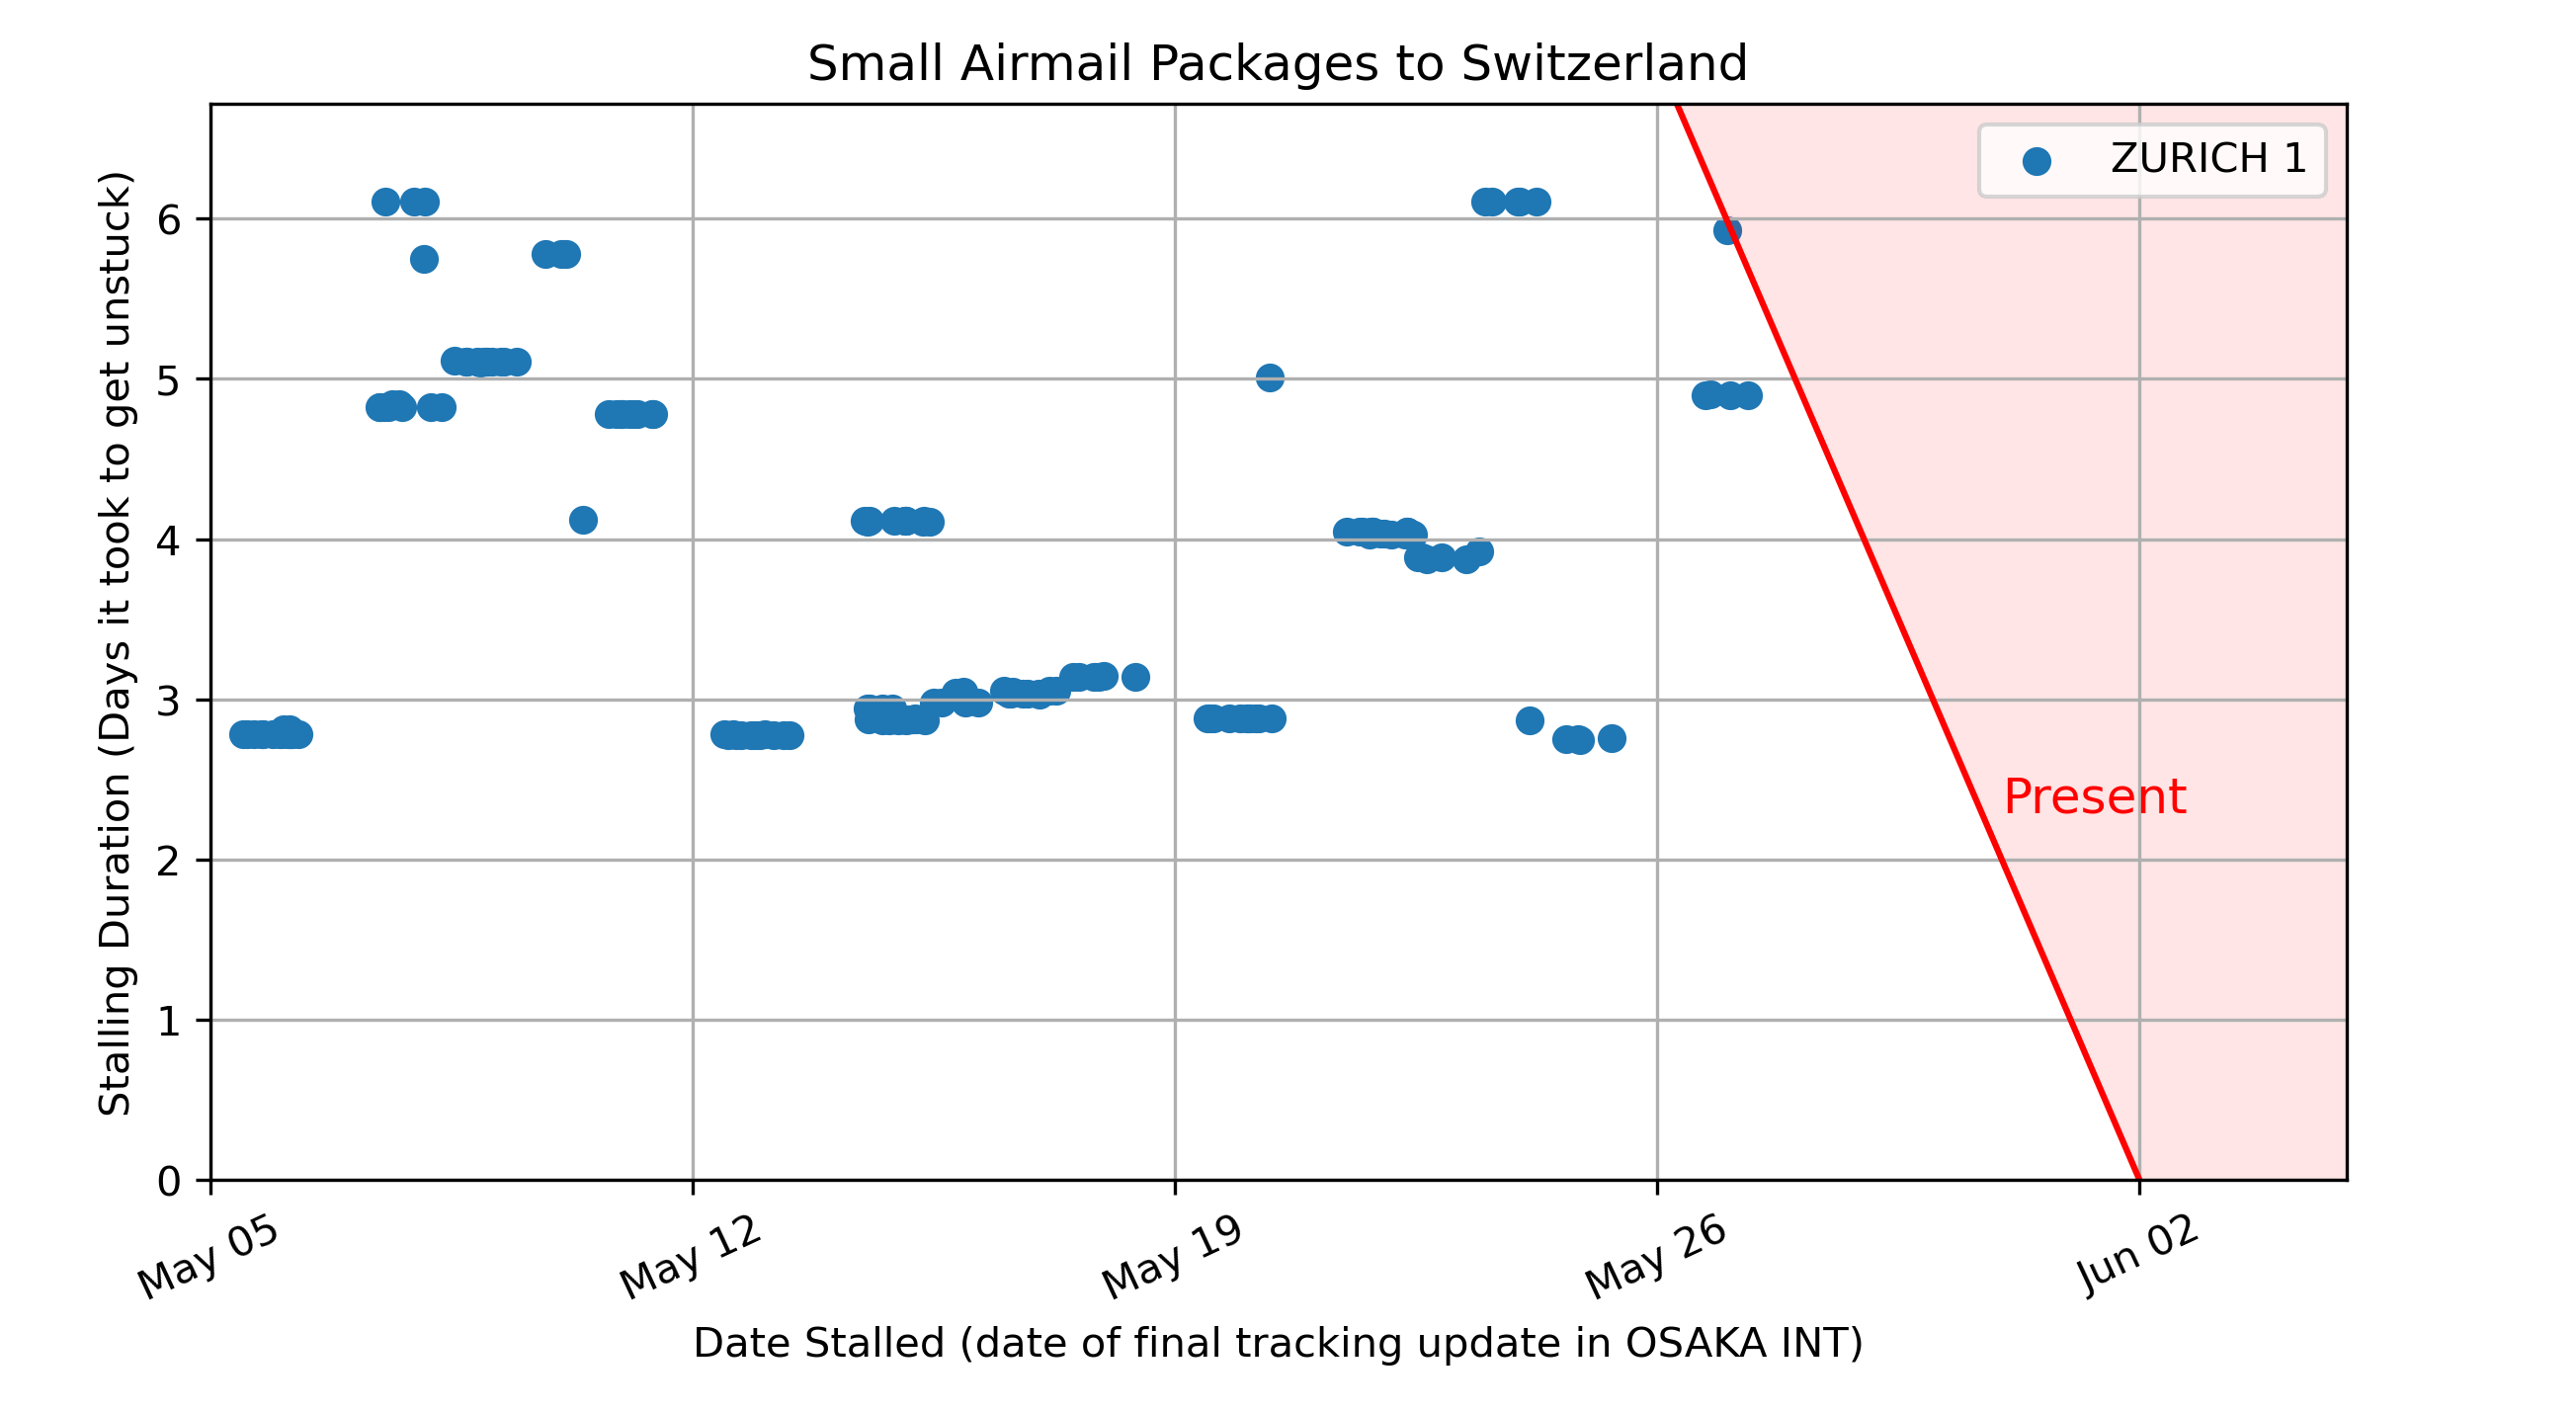 Small Airmail Packages to Switzerland
ZURICH 1
Stalling Duration (Days it took to get unstuck)
6
5
4
3
2
1
0
Present
May 05
May 12
May 19
May 26
Jun 02
Date Stalled (date of final tracking update in OSAKA INT)